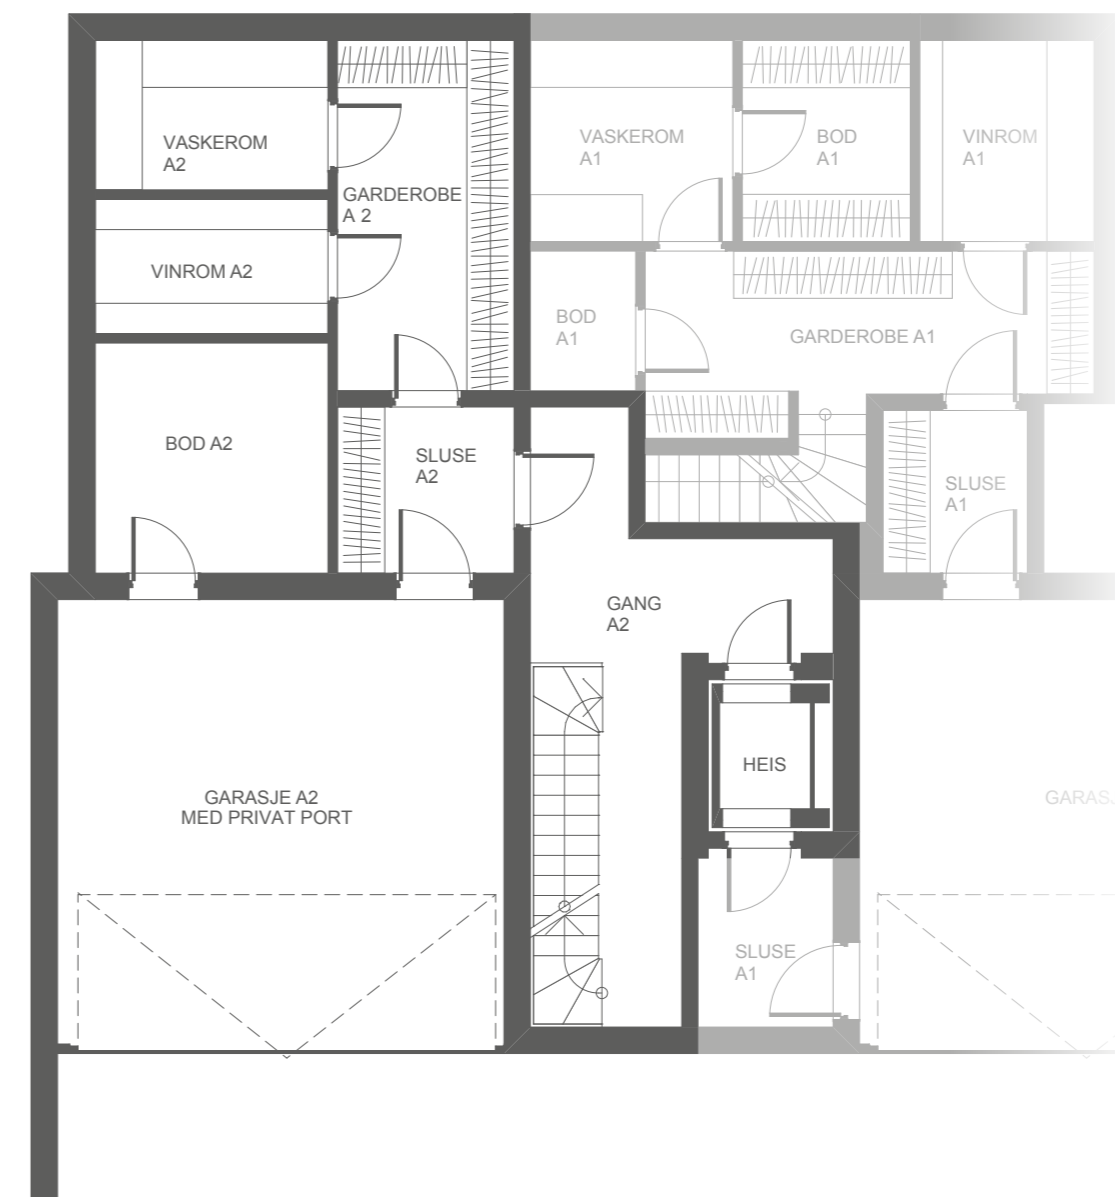 VASKEROM
A2
GARDEROBE
A 2
VINROM A2
BOD A2
SLUSE
A2
VASKEROM
A1
BOD
A1
VINROM
A1
BOD
A1
GARDEROBE A1
SLUSE
A1
GANG
A2
HEIS
GARASJE A2
MED PRIVAT PORT
SLUSE
A1
GARASJ